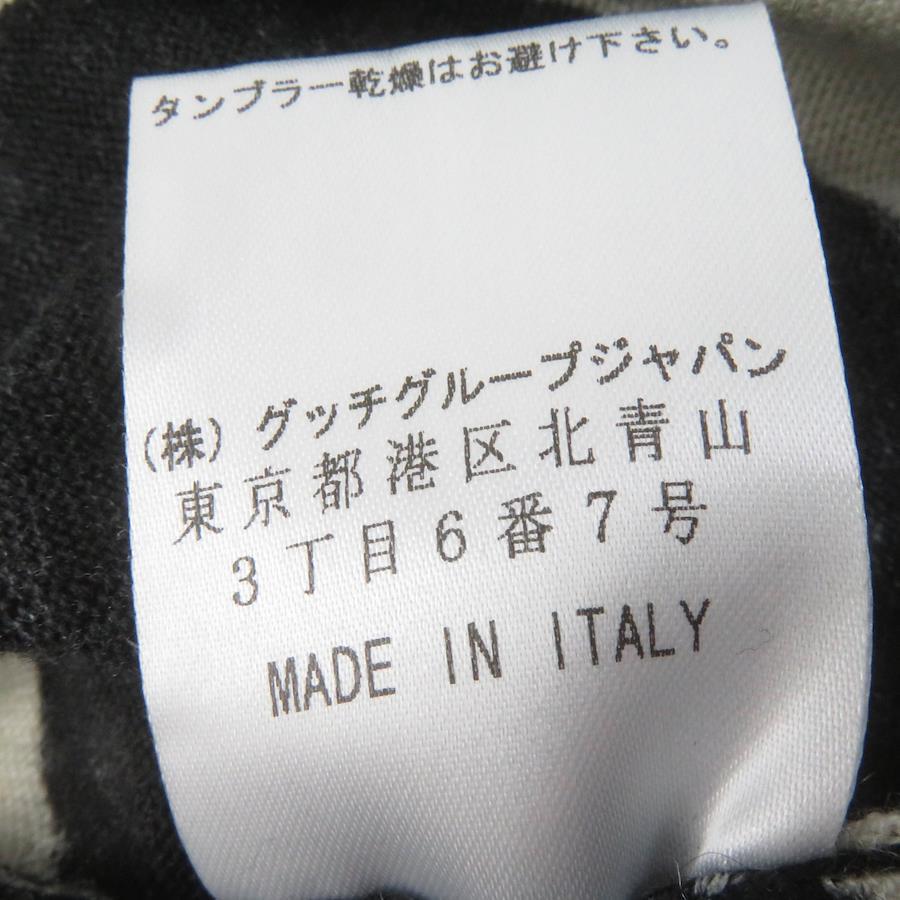 タンブラー乾燥はお避け下さい。
(株) グッチグループジャパン
東京都港区北青山
3丁目6番7号
MADE IN ITALY